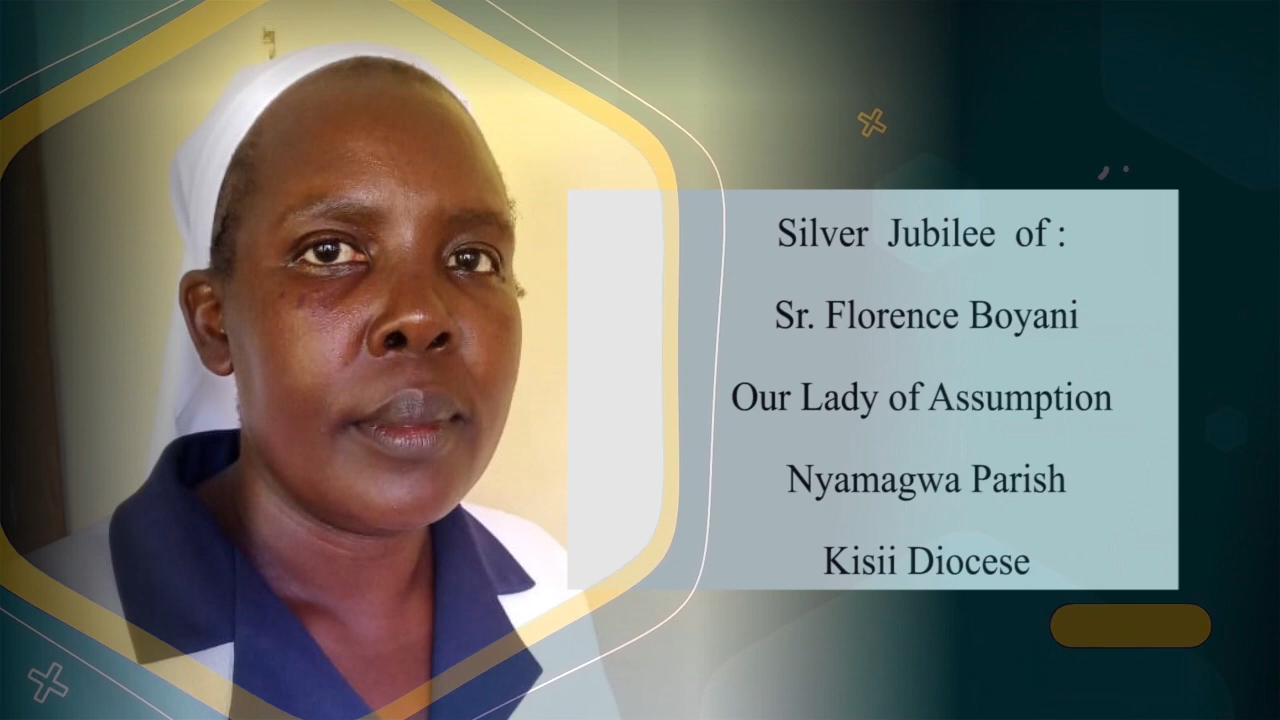 Silver Jubilee of :
Sr. Florence Boyani
Our Lady of Assumption
Nyamagwa Parish
Kisii Diocese